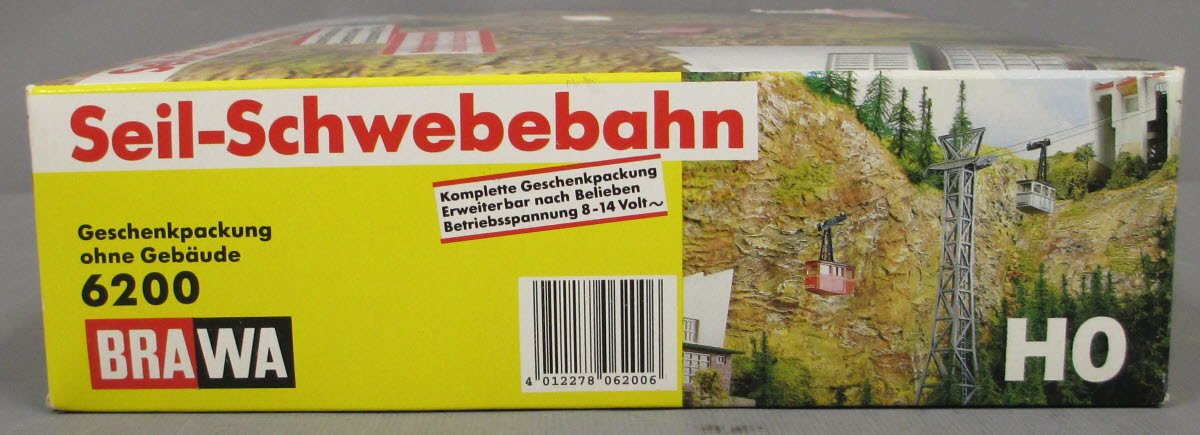 Seil-Schwebebahn
Komplette Geschenkpackung
Erweiterbar nach Belieben
Betriebsspannung 8-14 Volt~
Geschenkpackung
ohne Gebäude
6200
BRAWA
4 012278 062006
HO